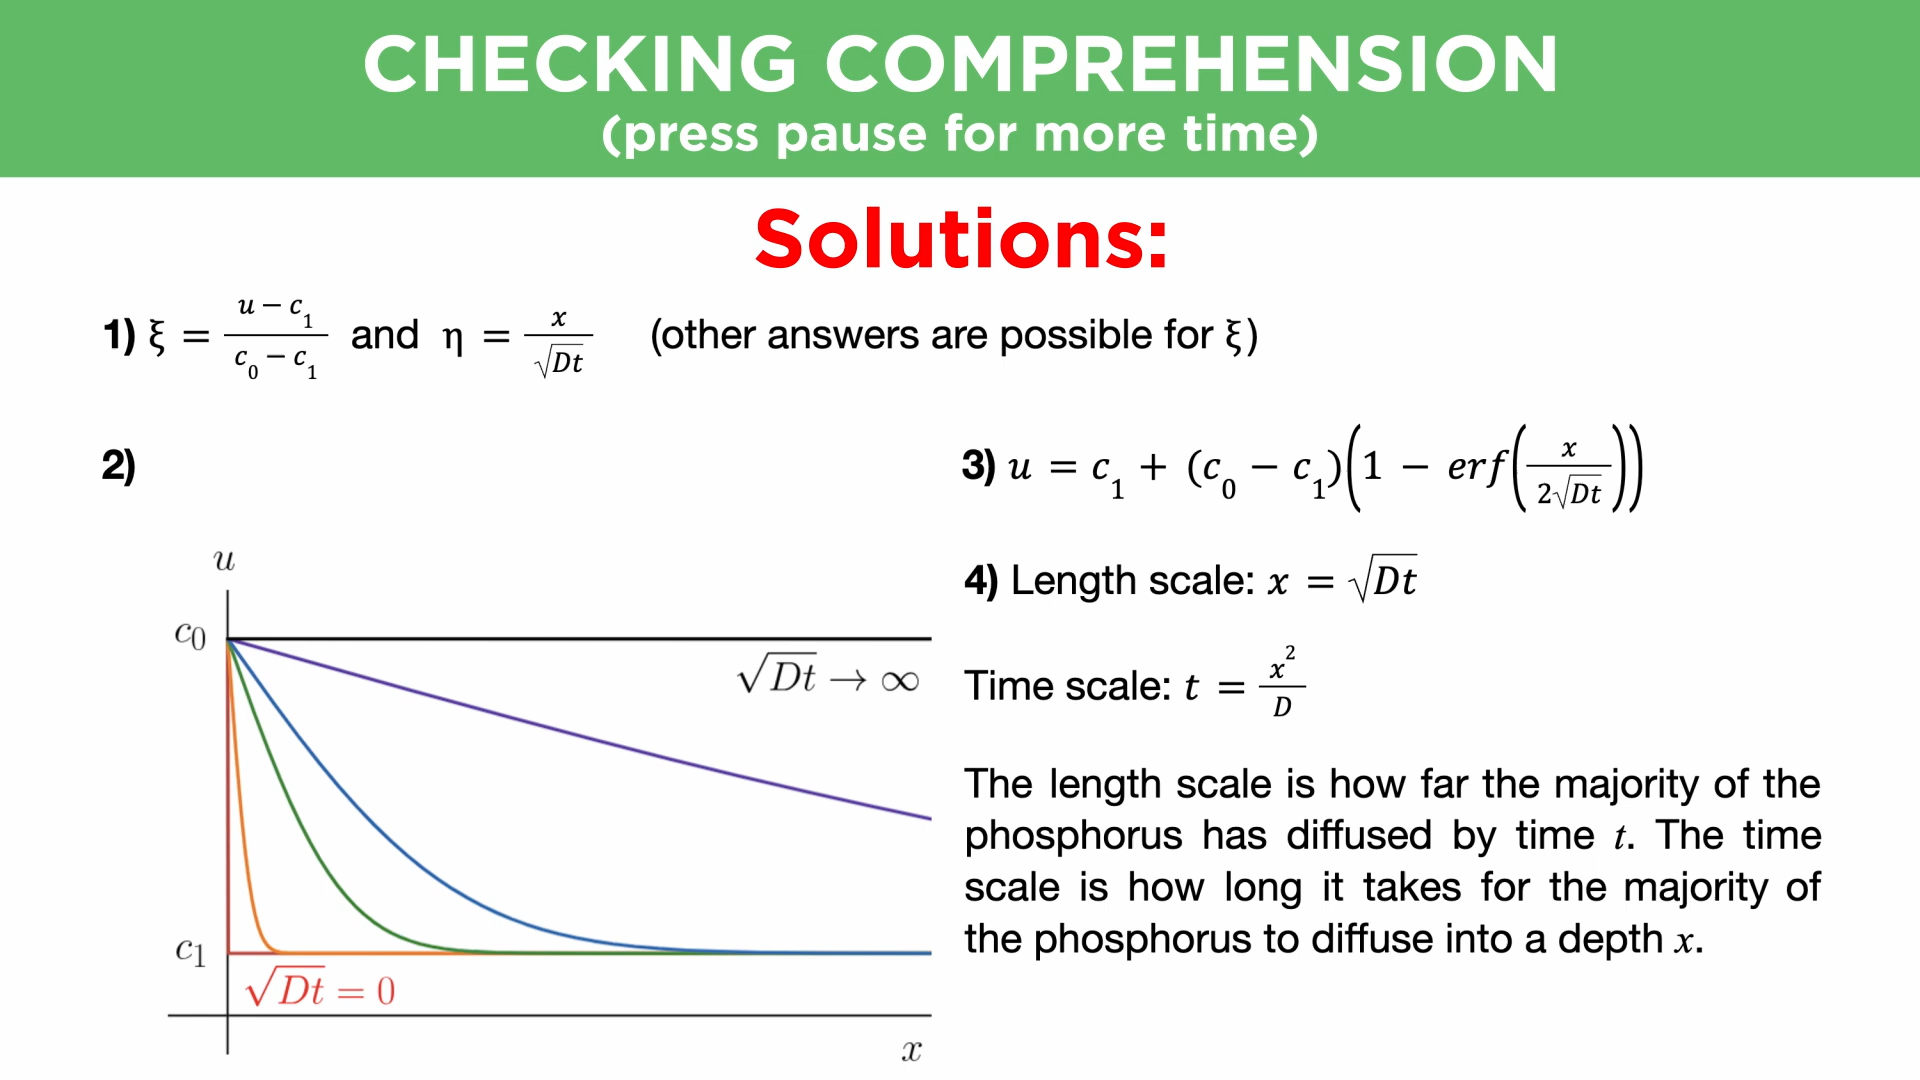 CHECKING COMPREHENSION
(press pause for more time)
Solutions:
1) ξ = (u − c₁)/(c₀ − c₁) and η = x/√(Dt) (other answers are possible for ξ)
2)
u
c₀
√Dt → ∞
c₁
√Dt = 0
x
3) u = c₁ + (c₀ − c₁)(1 − erf(x/(2√(Dt))))
4) Length scale: x = √(Dt)
Time scale: t = x²/D
The length scale is how far the majority of the
phosphorus has diffused by time t. The time
scale is how long it takes for the majority of
the phosphorus to diffuse into a depth x.